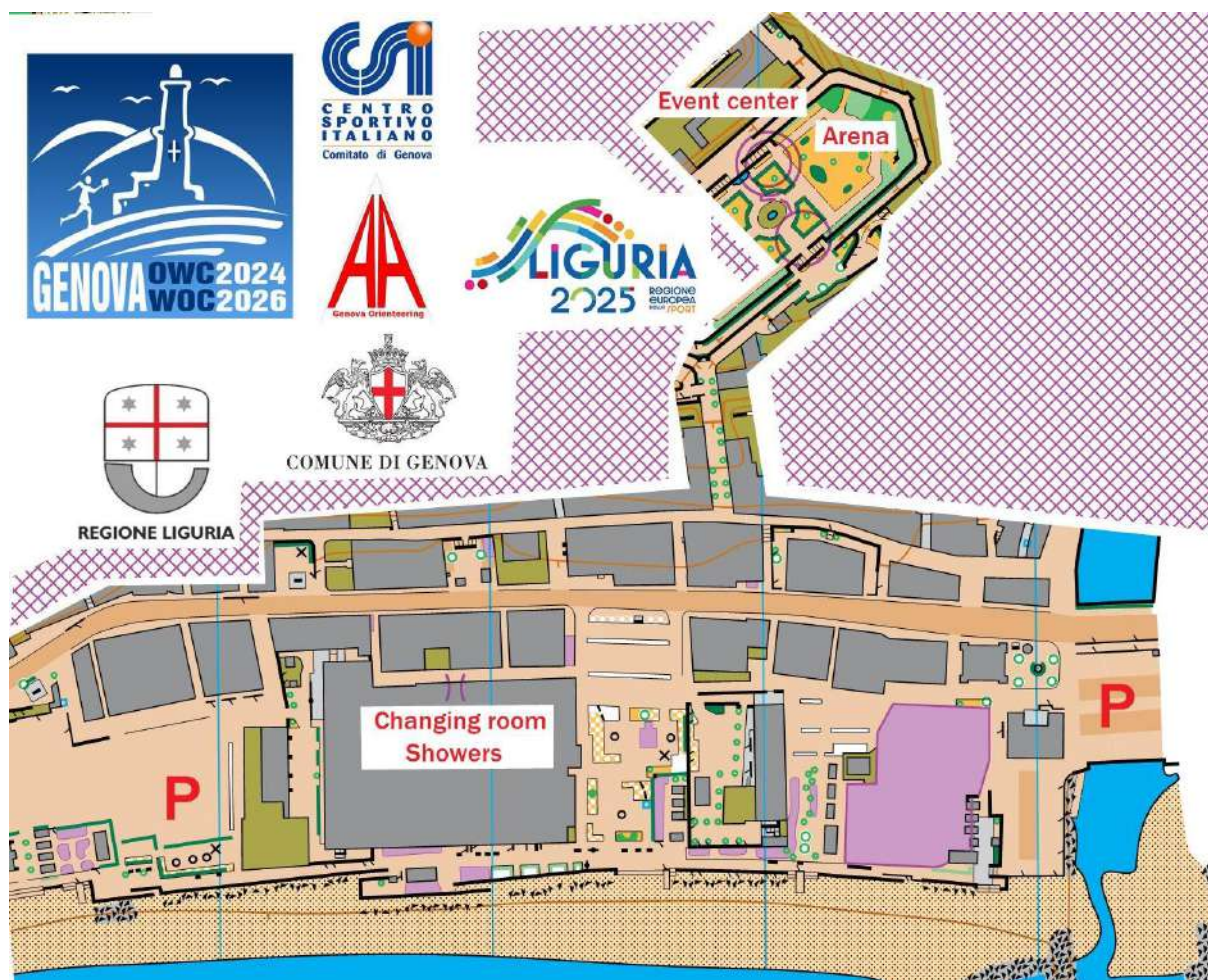 GENOVA OWC 2024
WOC 2026
CSI
CENTRO
SPORTIVO
ITALIANO
Comitato di Genova
Genova Orienteering
LIGURIA
2025
REGIONE
EUROPEA
SPORT
COMUNE DI GENOVA
REGIONE LIGURIA
Event center
Arena
Changing room
Showers
P
P